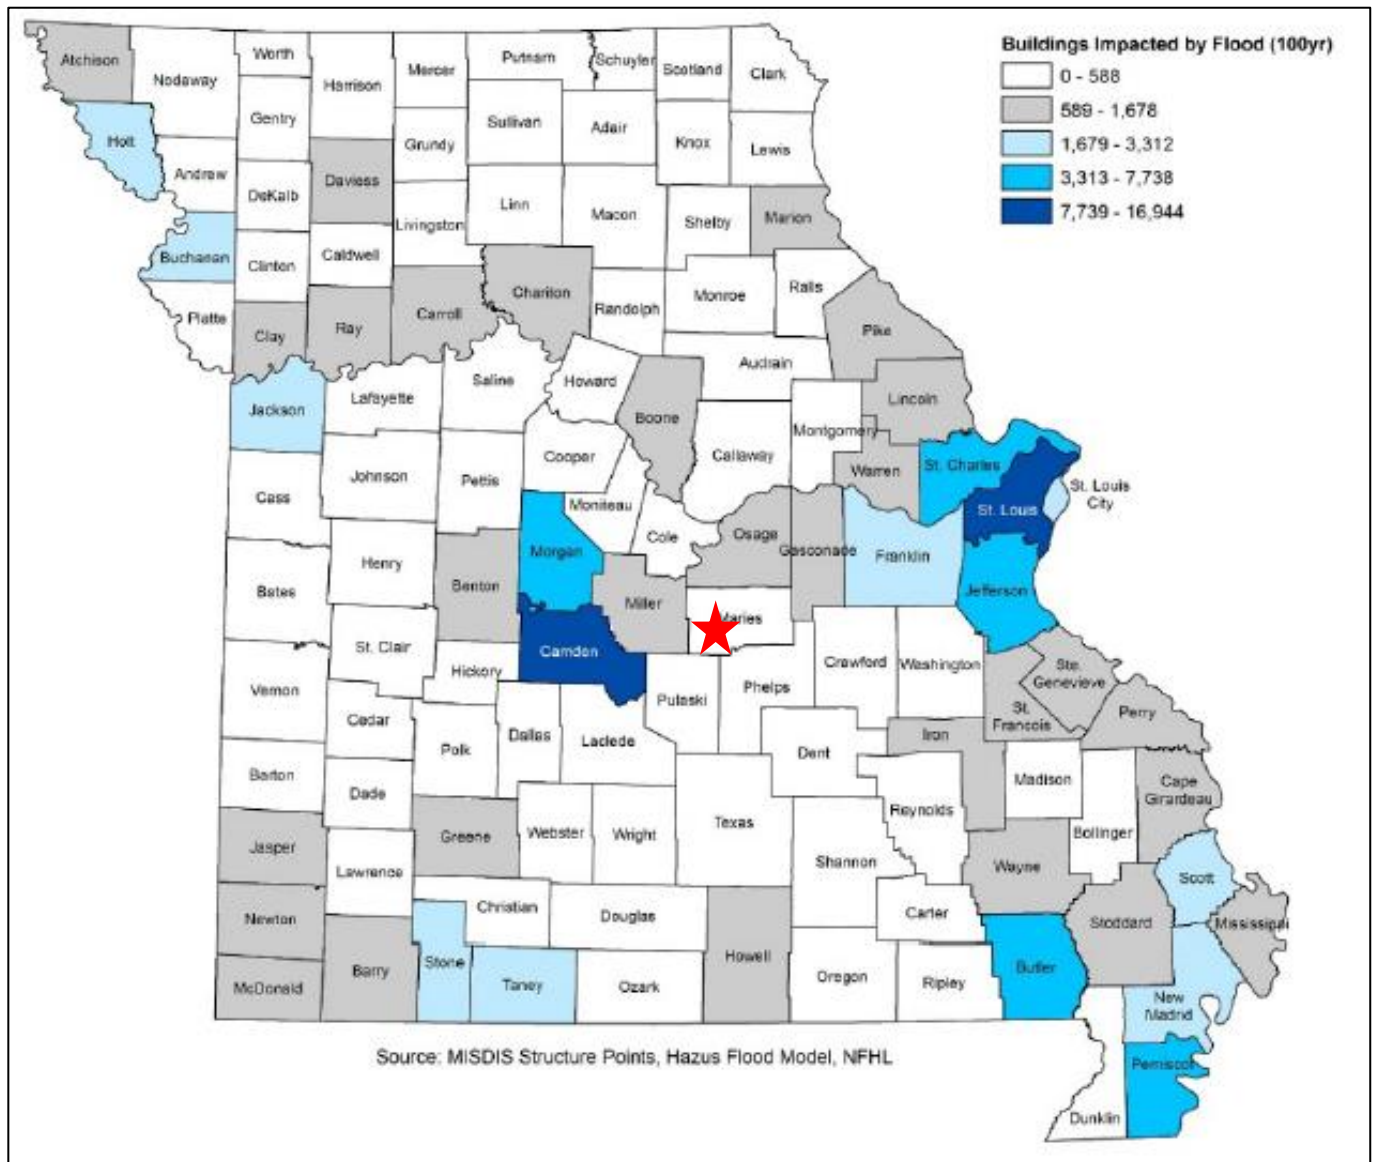 Buildings Impacted by Flood (100yr)
0 - 588
589 - 1,678
1,679 - 3,312
3,313 - 7,738
7,739 - 16,944
Atchison
Nodaway
Worth
Harrison
Mercer
Putnam
Schuyler
Scotland
Clark
Holt
Gentry
Sullivan
Adair
Knox
Lewis
Andrew
DeKalb
Daviess
Grundy
Linn
Macon
Shelby
Marion
Livingston
Buchanan
Clinton
Caldwell
Chariton
Randolph
Monroe
Ralls
Platte
Clay
Ray
Carroll
Pike
Saline
Howard
Audrain
Jackson
Lafayette
Boone
Lincoln
Montgomery
Callaway
Cooper
Warren
St. Charles
St. Louis
City
Cass
Johnson
Pettis
Moniteau
Cole
Osage
Gasconade
Franklin
St. Louis
Morgan
Henry
Benton
Miller
Maries
Jefferson
Bates
St. Clair
Hickory
Camden
Pulaski
Phelps
Crawford
Washington
Ste.
Genevieve
St.
Francois
Perry
Vernon
Cedar
Polk
Dallas
Laclede
Dent
Iron
Madison
Cape
Girardeau
Barton
Dade
Webster
Wright
Texas
Reynolds
Bollinger
Jasper
Greene
Lawrence
Shannon
Wayne
Scott
Newton
Christian
Douglas
Carter
Stoddard
Mississippi
McDonald
Barry
Stone
Taney
Ozark
Howell
Oregon
Ripley
Butler
New
Madrid
Pemiscot
Dunklin
Source: MISDIS Structure Points, Hazus Flood Model, NFHL